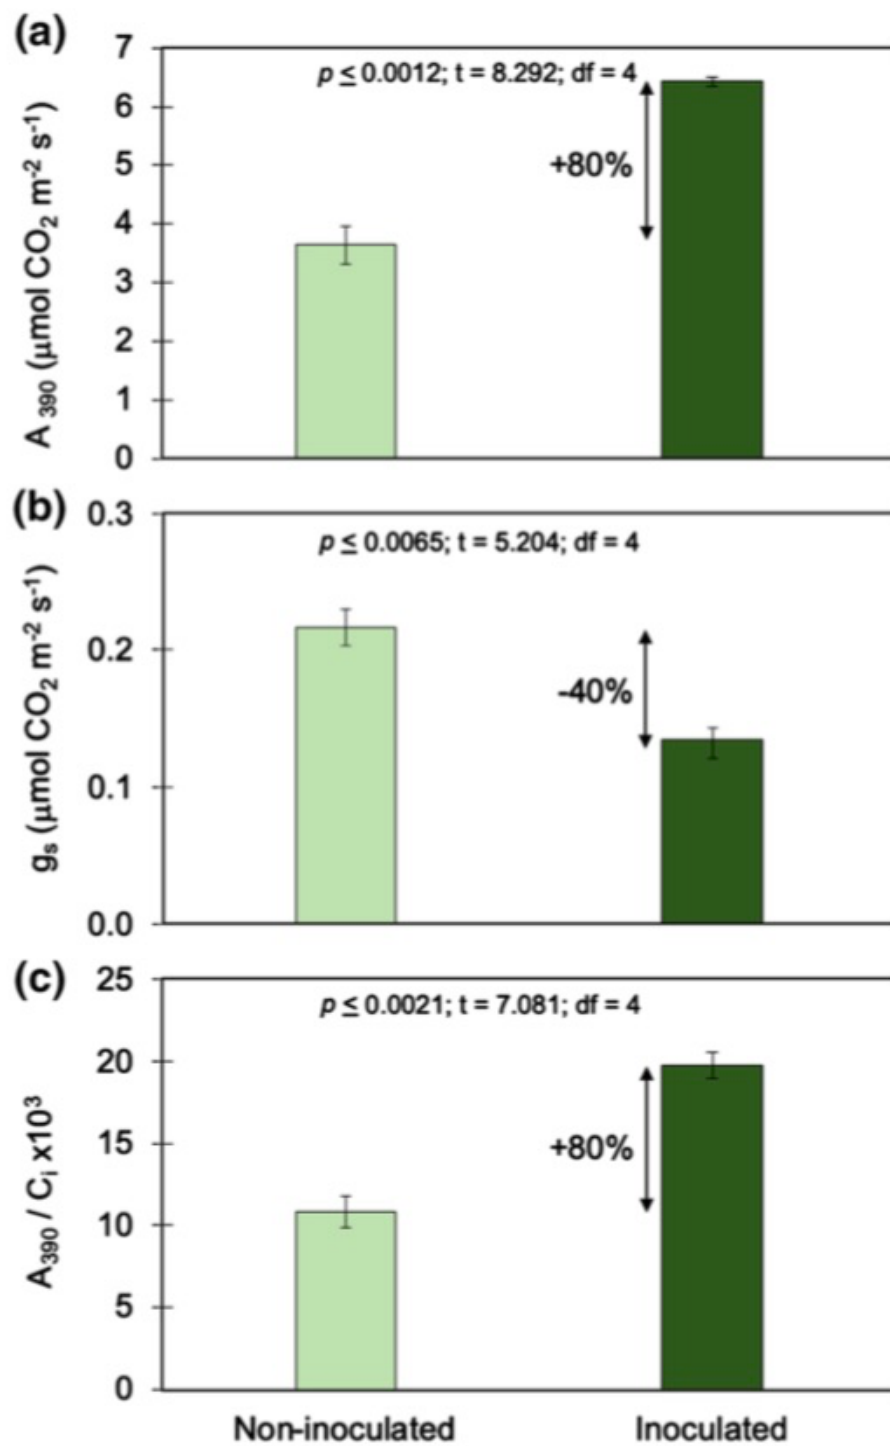 (a)
7
6
5
4
3
2
1
0
A 390 (μmol CO2 m-2 s-1)
p ≤ 0.0012; t = 8.292; df = 4
+80%
(b)
0.3
0.2
0.1
0.0
gs (μmol CO2 m-2 s-1)
p ≤ 0.0065; t = 5.204; df = 4
-40%
(c)
25
20
15
10
5
0
A390 / Ci x10³
p ≤ 0.0021; t = 7.081; df = 4
+80%
Non-inoculated
Inoculated